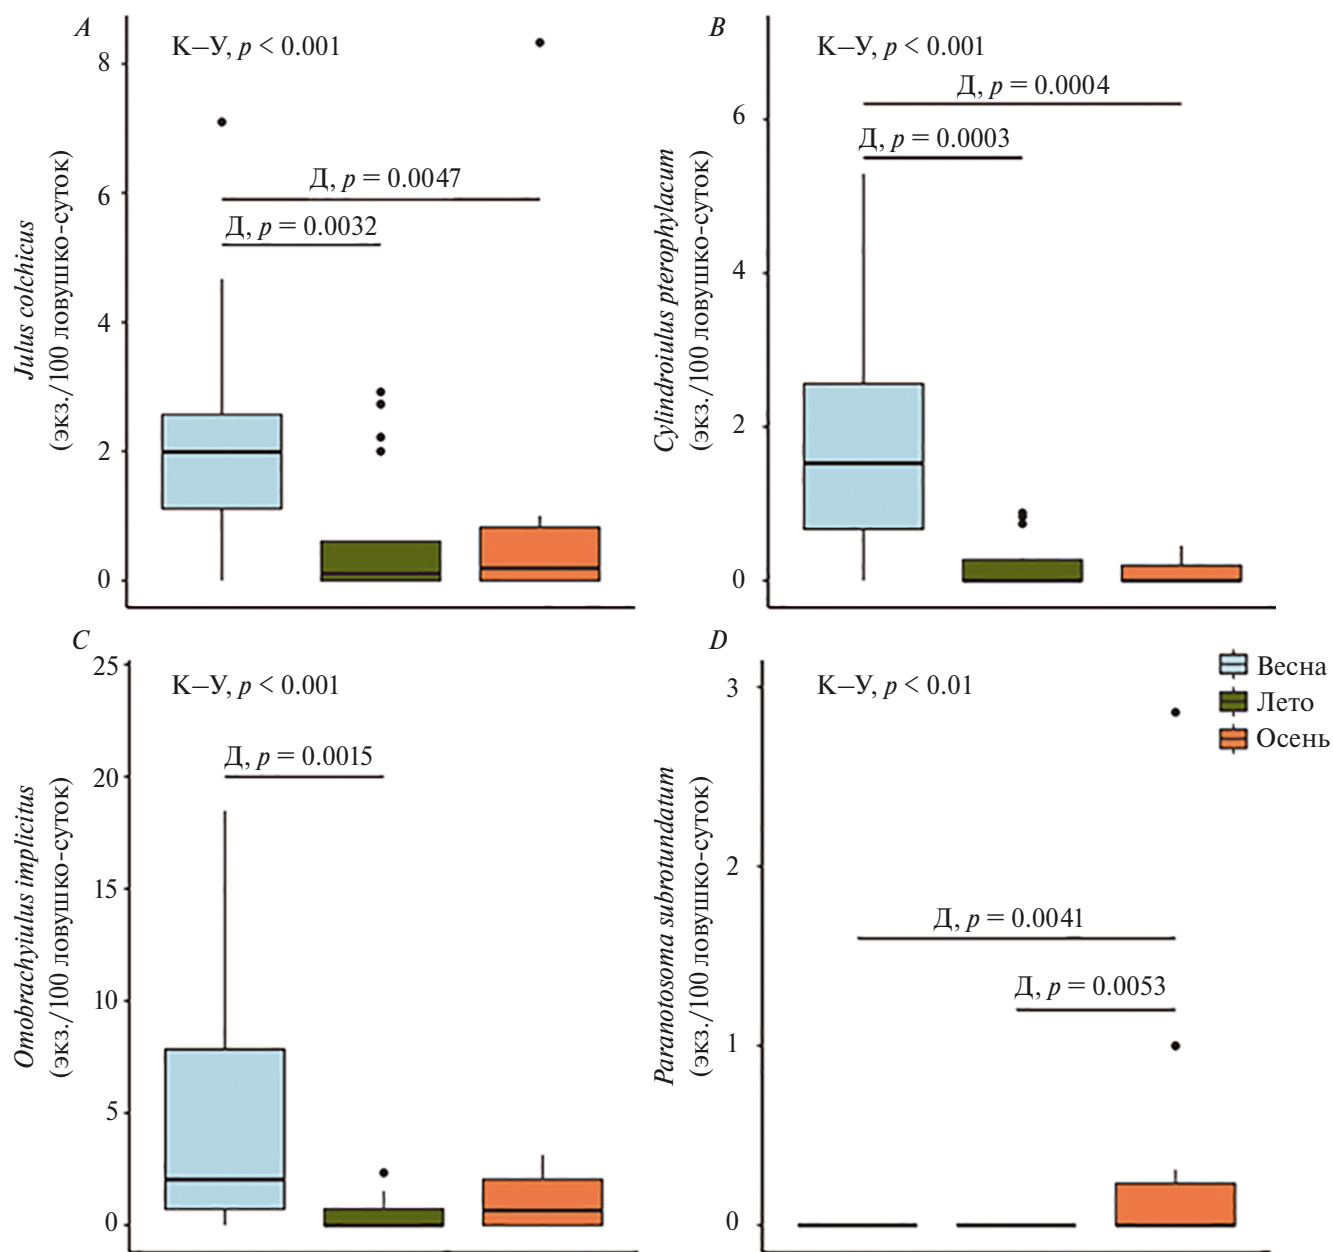 A
К–У, p < 0.001
8
6
4
2
0
Д, p = 0.0047
Д, p = 0.0032
Julus colchicus
(экз./100 ловушко-суток)
B
К–У, p < 0.001
6
4
2
0
Д, p = 0.0004
Д, p = 0.0003
Cylindroiulus pterophylacum
(экз./100 ловушко-суток)
C
К–У, p < 0.001
25
20
15
10
5
0
Д, p = 0.0015
Omobrachyiulus implicitus
(экз./100 ловушко-суток)
D
К–У, p < 0.01
3
2
1
0
Д, p = 0.0041
Д, p = 0.0053
Paranotosoma subrotundatum
(экз./100 ловушко-суток)
Весна
Лето
Осень